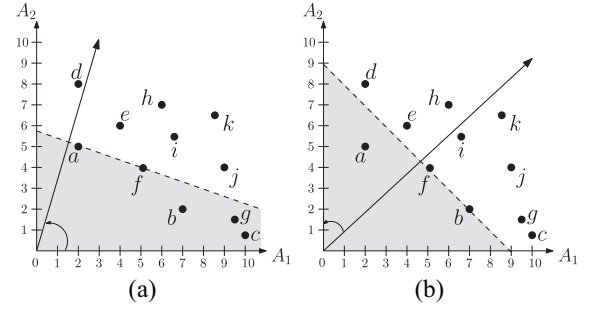 A2 A2
10 10
9 9
8 d 8 d
7 h 7 h
6 e k 6 e k
5 a i 5 a i
4 f j 4 f j
3 3
2 b g 2 b g
1 c 1 c
0 1 2 3 4 5 6 7 8 9 10 A1 0 1 2 3 4 5 6 7 8 9 10 A1
(a) (b)